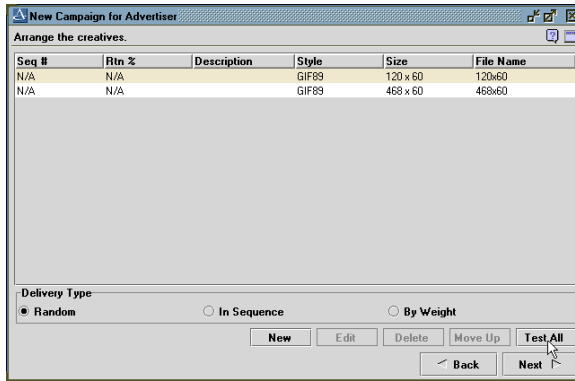 New Campaign for Advertiser
Arrange the creatives.
Seq # Rtn % Description Style Size File Name
N/A N/A GIF89 120 x 60 120x60
N/A N/A GIF89 468 x 60 468x60
Delivery Type
Random In Sequence By Weight
New Edit Delete Move Up Test All
Back Next